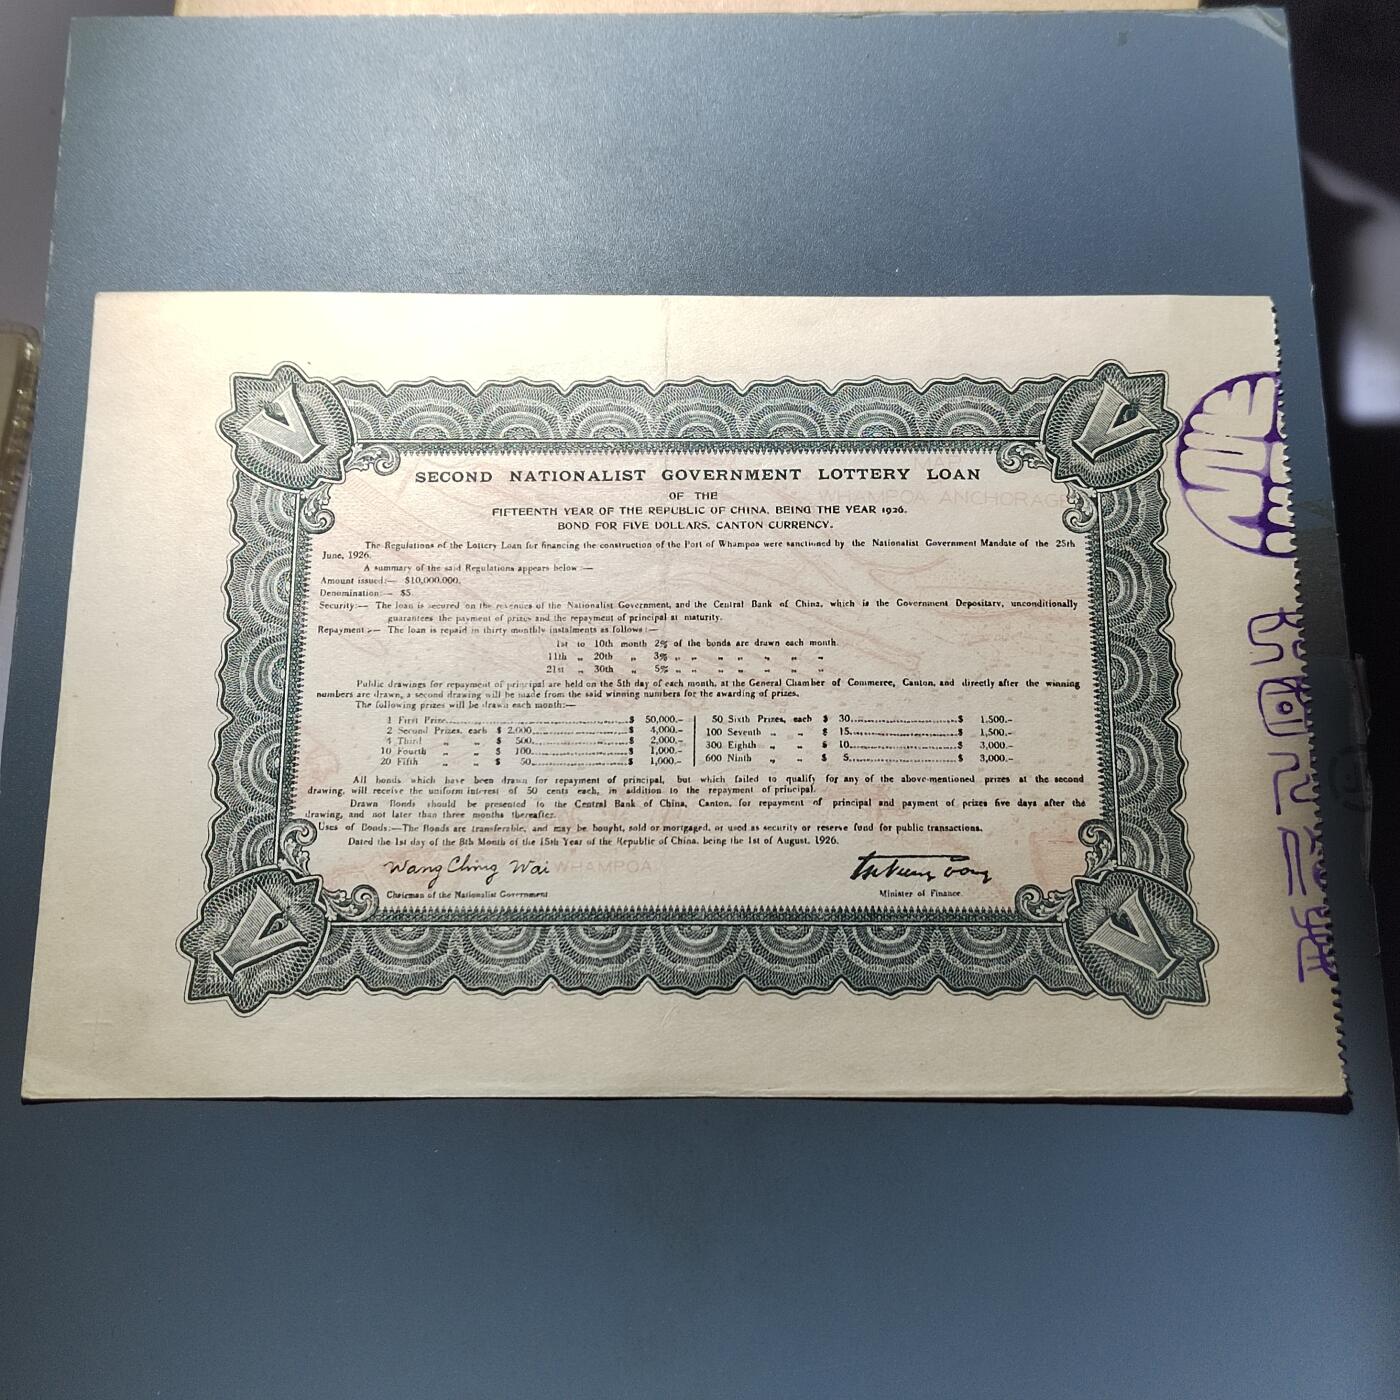 SECOND NATIONALIST GOVERNMENT LOTTERY LOAN
OF THE
FIFTEENTH YEAR OF THE REPUBLIC OF CHINA, BEING THE YEAR 1926.
BOND FOR FIVE DOLLARS, CANTON CURRENCY.
WHAMPOA ANCHORAGE
The Regulations of the Lottery Loan for financing the construction of the Port of Whampoa were sanctioned by the Nationalist Government Mandate of the 25th
June, 1926.
A summary of the said Regulations appears below :—
Amount issued:— $10,000,000.
Denomination:— $5
Security:— The loan is secured on the revenues of the Nationalist Government, and the Central Bank of China, which is the Government Depositary, unconditionally
guarantees the payment of prizes and the repayment of principal at maturity.
Repayment :— The loan is repaid in thirty monthly instalments as follows :—
1st to 10th month 2% of the bonds are drawn each month.
11th „ 20th „ 3% „ „ „ „ „ „ „
21st „ 30th „ 5% „ „ „ „ „ „ „
Public drawings for repayment of principal are held on the 5th day of each month, at the General Chamber of Commerce, Canton, and directly after the winning
numbers are drawn, a second drawing will be made from the said winning numbers for the awarding of prizes.
The following prizes will be drawn each month:—
1 First Prize........$ 50,000.–
2 Second Prizes, each $ 2,000........$ 4,000.–
4 Third „ „ $ 500........$ 2,000.–
10 Fourth „ „ $ 100........$ 1,000.–
20 Fifth „ „ $ 50........$ 1,000.–
50 Sixth Prizes, each $ 30........$ 1,500.–
100 Seventh „ „ $ 15........$ 1,500.–
300 Eighth „ „ $ 10........$ 3,000.–
600 Ninth „ „ $ 5........$ 3,000.–
All bonds which have been drawn for repayment of principal, but which failed to qualify for any of the above-mentioned prizes at the second
drawing, will receive the uniform interest of 50 cents each, in addition to the repayment of principal.
Drawn Bonds should be presented to the Central Bank of China, Canton, for repayment of principal and payment of prizes five days after the
drawing, and not later than three months thereafter.
Uses of Bonds:—The Bonds are transferable, and may be bought, sold or mortgaged, or used as security or reserve fund for public transactions.
Dated the 1st day of the 8th Month of the 15th Year of the Republic of China, being the 1st of August, 1926.
Wang Ching Wai
WHAMPOA
Chairman of the Nationalist Government
Minister of Finance.
V
V
V
V